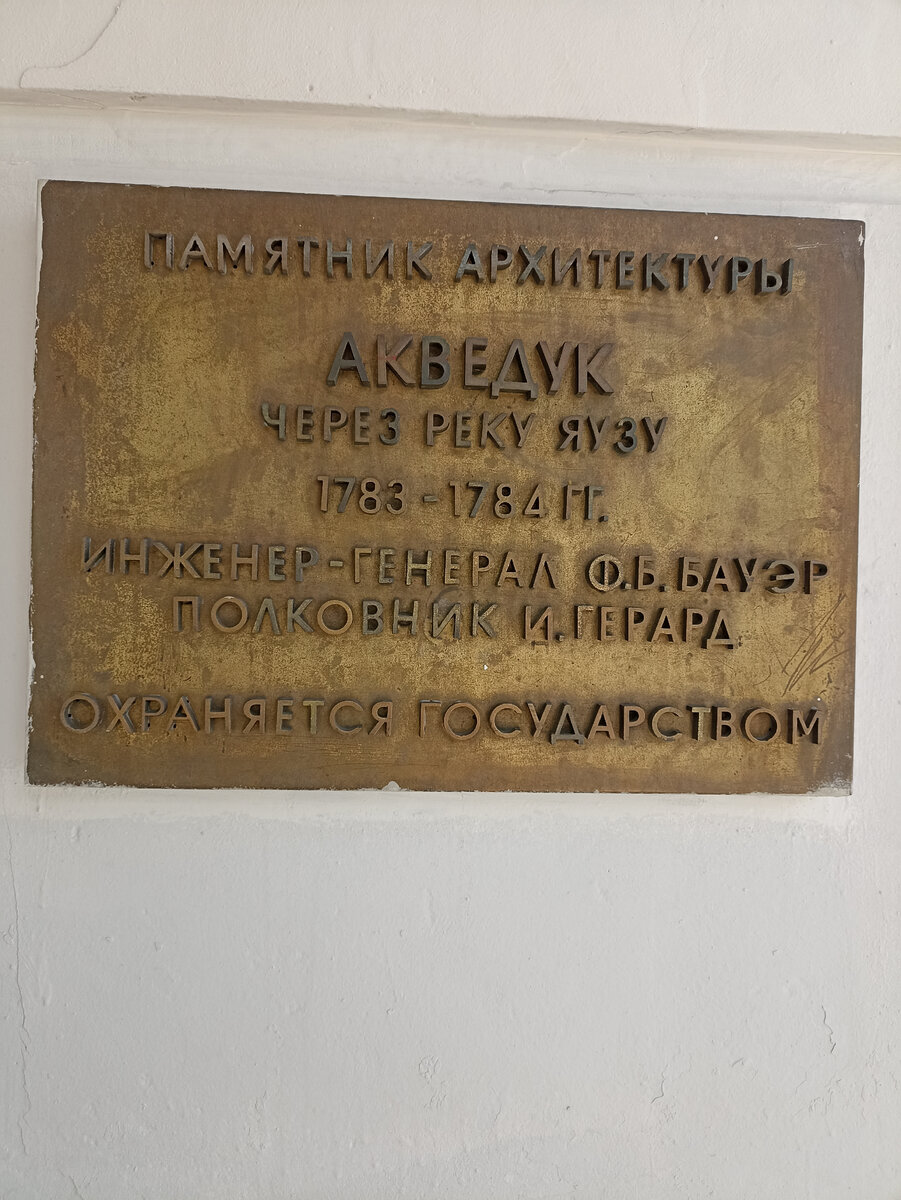 ПАМЯТНИК АРХИТЕКТУРЫ
АКВЕДУК
ЧЕРЕЗ РЕКУ ЯУЗУ
1783-1784 ГГ.
ИНЖЕНЕР-ГЕНЕРАЛ Ф.Б. БАУЭР
ПОЛКОВНИК И. ГЕРАРД
ОХРАНЯЕТСЯ ГОСУДАРСТВОМ